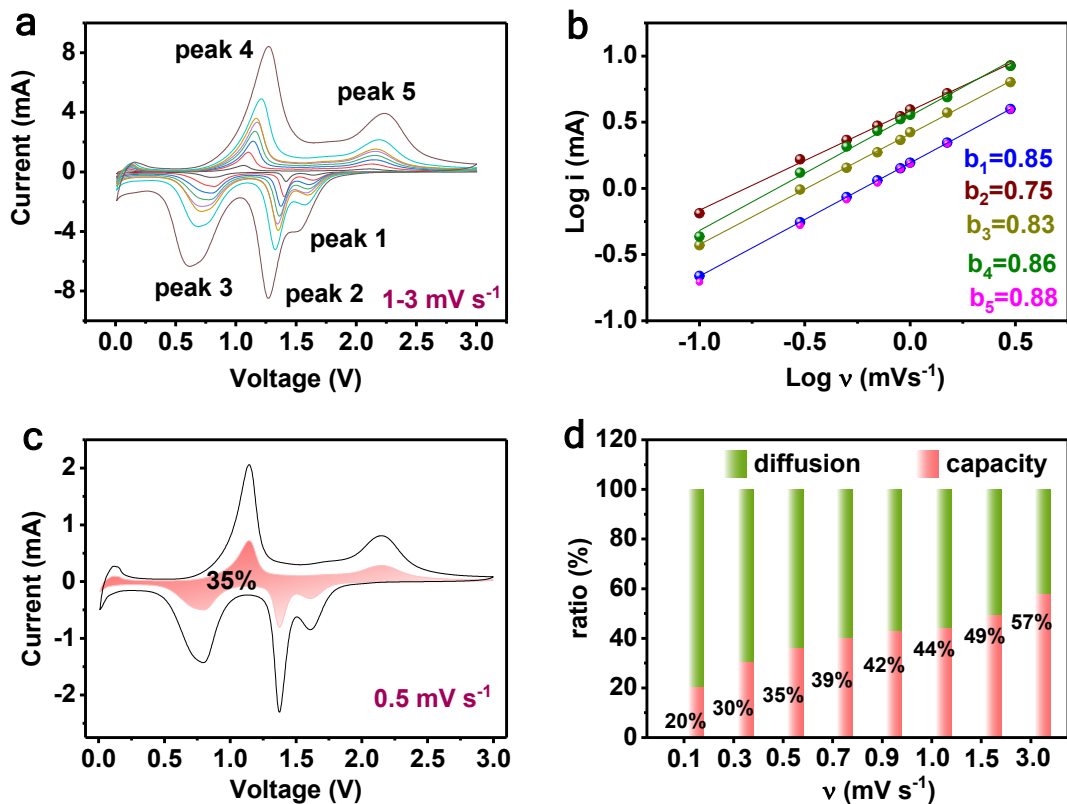 a
peak 4
peak 5
peak 1
peak 2
peak 3
1-3 mV s⁻¹
Current (mA)
8
4
0
-4
-8
0.0 0.5 1.0 1.5 2.0 2.5 3.0
Voltage (V)
b
Log i (mA)
1.0
0.5
0.0
-0.5
-1.0
b₁=0.85
b₂=0.75
b₃=0.83
b₄=0.86
b₅=0.88
-1.0 -0.5 0.0 0.5
Log ν (mVs⁻¹)
c
Current (mA)
2
1
0
-1
-2
35%
0.5 mV s⁻¹
0.0 0.5 1.0 1.5 2.0 2.5 3.0
Voltage (V)
d
ratio (%)
120
100
80
60
40
20
0
diffusion capacity
20% 30% 35% 39% 42% 44% 49% 57%
0.1 0.3 0.5 0.7 0.9 1.0 1.5 3.0
ν (mV s⁻¹)